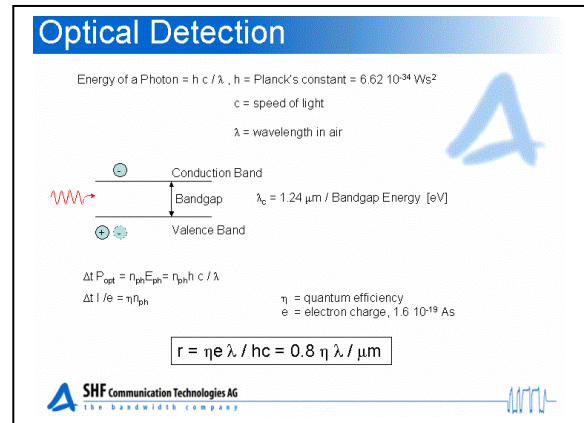 Optical Detection
Energy of a Photon = h c / λ , h = Planck's constant = 6.62 10⁻³⁴ Ws²
c = speed of light
λ = wavelength in air
-
Conduction Band
Bandgap
λc = 1.24 μm / Bandgap Energy [eV]
+ -
Valence Band
Δt Pₒₚₜ = nₚₕEₚₕ= nₚₕh c / λ
Δt I /e = ηnₚₕ
η = quantum efficiency
e = electron charge, 1.6 10⁻¹⁹ As
r = ηe λ / hc = 0.8 η λ / μm
SHF Communication Technologies AG
the bandwidth company